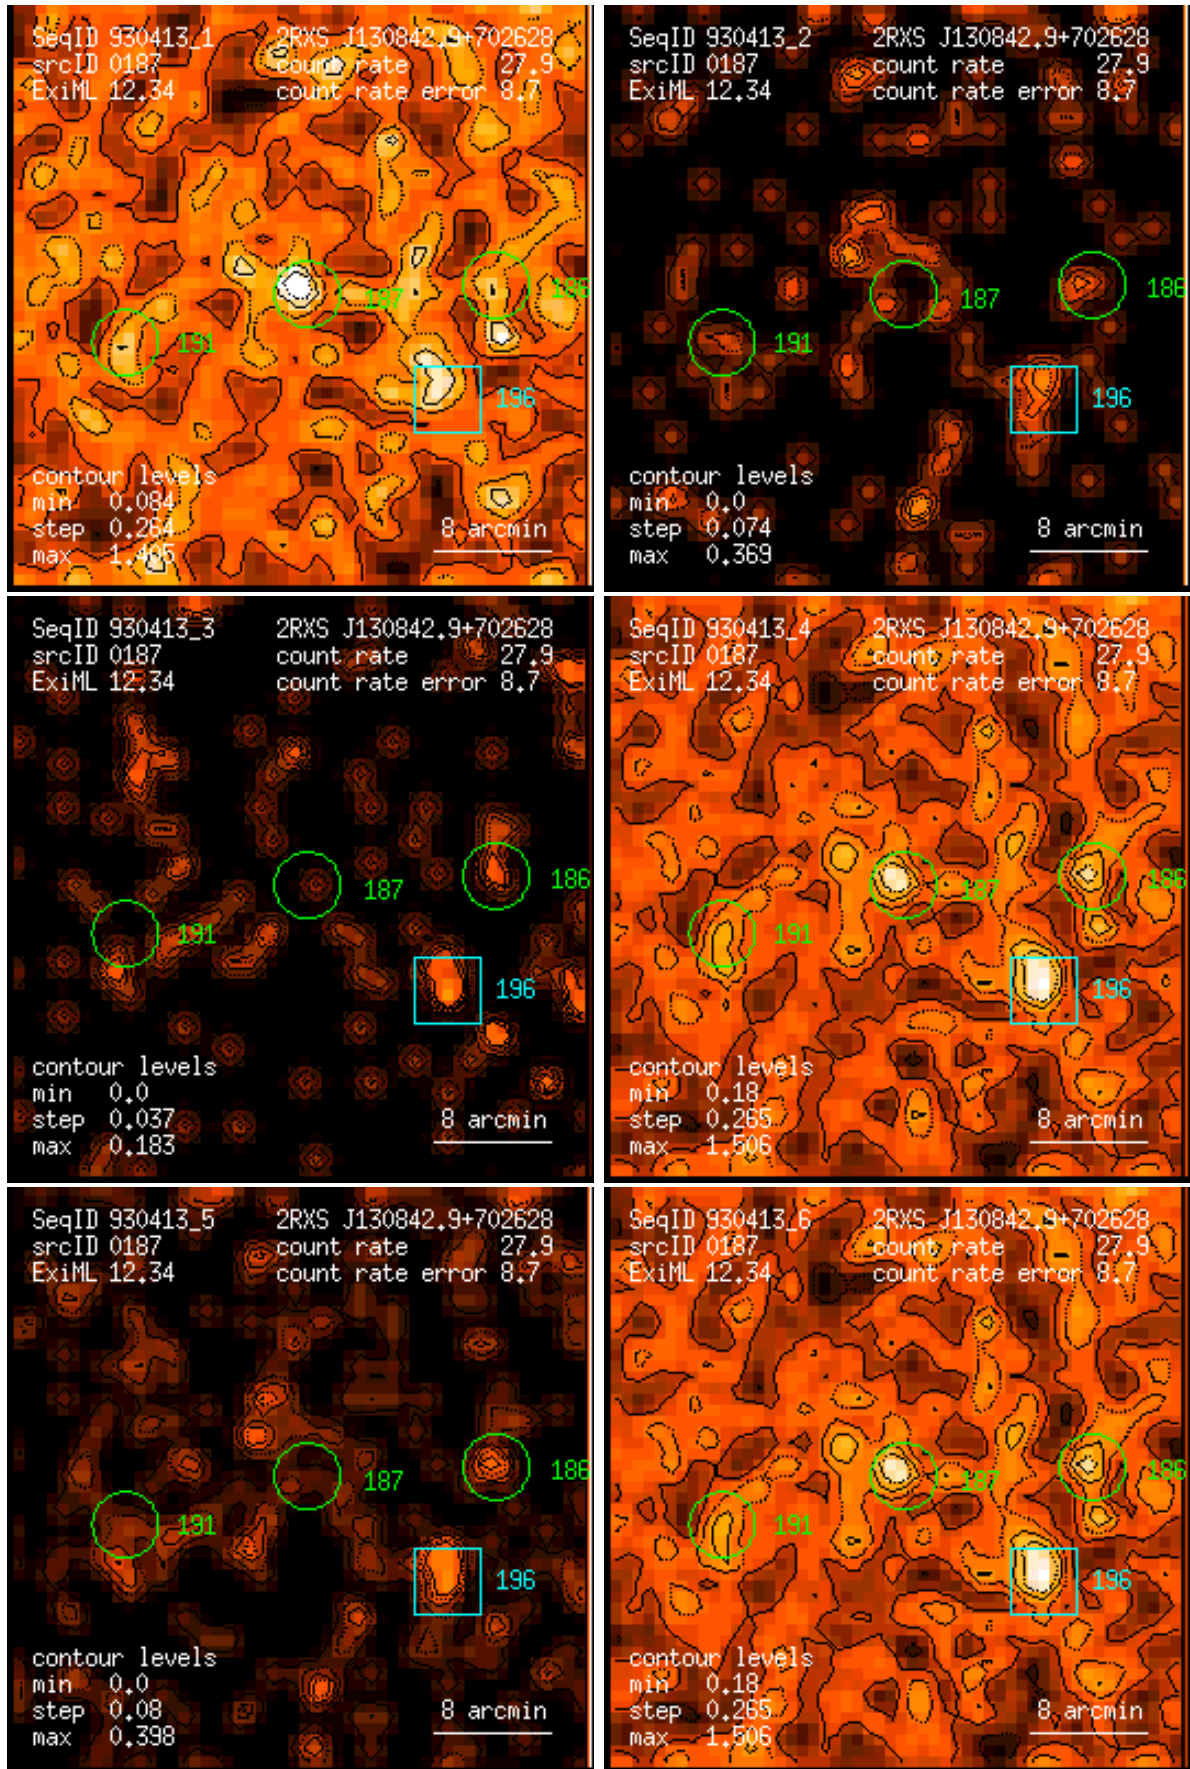 SeqID 930413_1 2RXS J130842.9+702628
srcID 0187 count rate 27.9
ExiML 12.34 count rate error 8.7
187
186
191
196
contour levels
min 0.084
step 0.264
max 1.405
8 arcmin
SeqID 930413_2 2RXS J130842.9+702628
srcID 0187 count rate 27.9
ExiML 12.34 count rate error 8.7
187
186
191
196
contour levels
min 0.0
step 0.074
max 0.369
8 arcmin
SeqID 930413_3 2RXS J130842.9+702628
srcID 0187 count rate 27.9
ExiML 12.34 count rate error 8.7
187
186
191
196
contour levels
min 0.0
step 0.037
max 0.183
8 arcmin
SeqID 930413_4 2RXS J130842.9+702628
srcID 0187 count rate 27.9
ExiML 12.34 count rate error 8.7
187
186
191
196
contour levels
min 0.18
step 0.265
max 1.506
8 arcmin
SeqID 930413_5 2RXS J130842.9+702628
srcID 0187 count rate 27.9
ExiML 12.34 count rate error 8.7
187
186
191
196
contour levels
min 0.0
step 0.08
max 0.398
8 arcmin
SeqID 930413_6 2RXS J130842.9+702628
srcID 0187 count rate 27.9
ExiML 12.34 count rate error 8.7
187
186
191
196
contour levels
min 0.18
step 0.265
max 1.506
8 arcmin